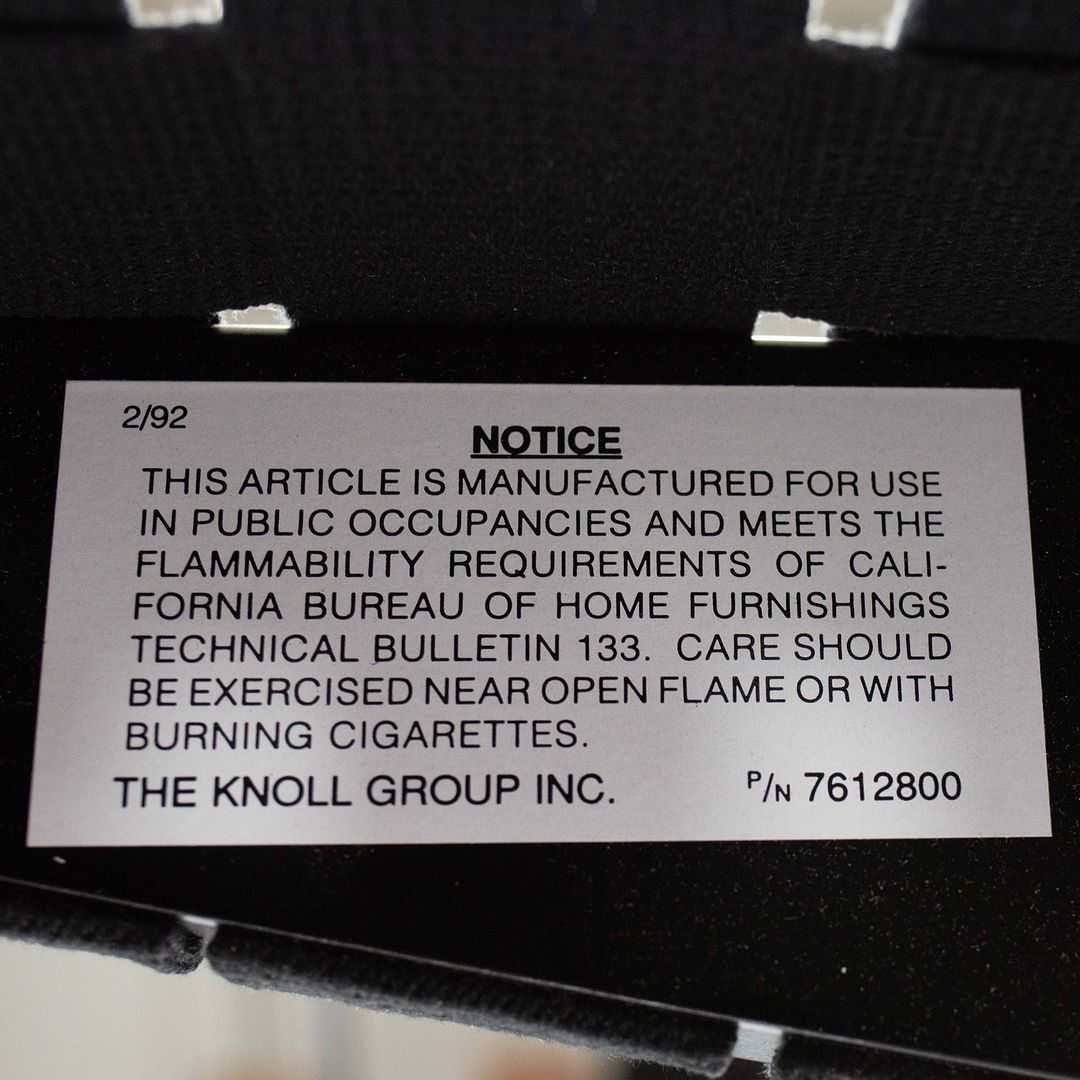 2/92
NOTICE
THIS ARTICLE IS MANUFACTURED FOR USE
IN PUBLIC OCCUPANCIES AND MEETS THE
FLAMMABILITY REQUIREMENTS OF CALI-
FORNIA BUREAU OF HOME FURNISHINGS
TECHNICAL BULLETIN 133. CARE SHOULD
BE EXERCISED NEAR OPEN FLAME OR WITH
BURNING CIGARETTES.
THE KNOLL GROUP INC. P/N 7612800